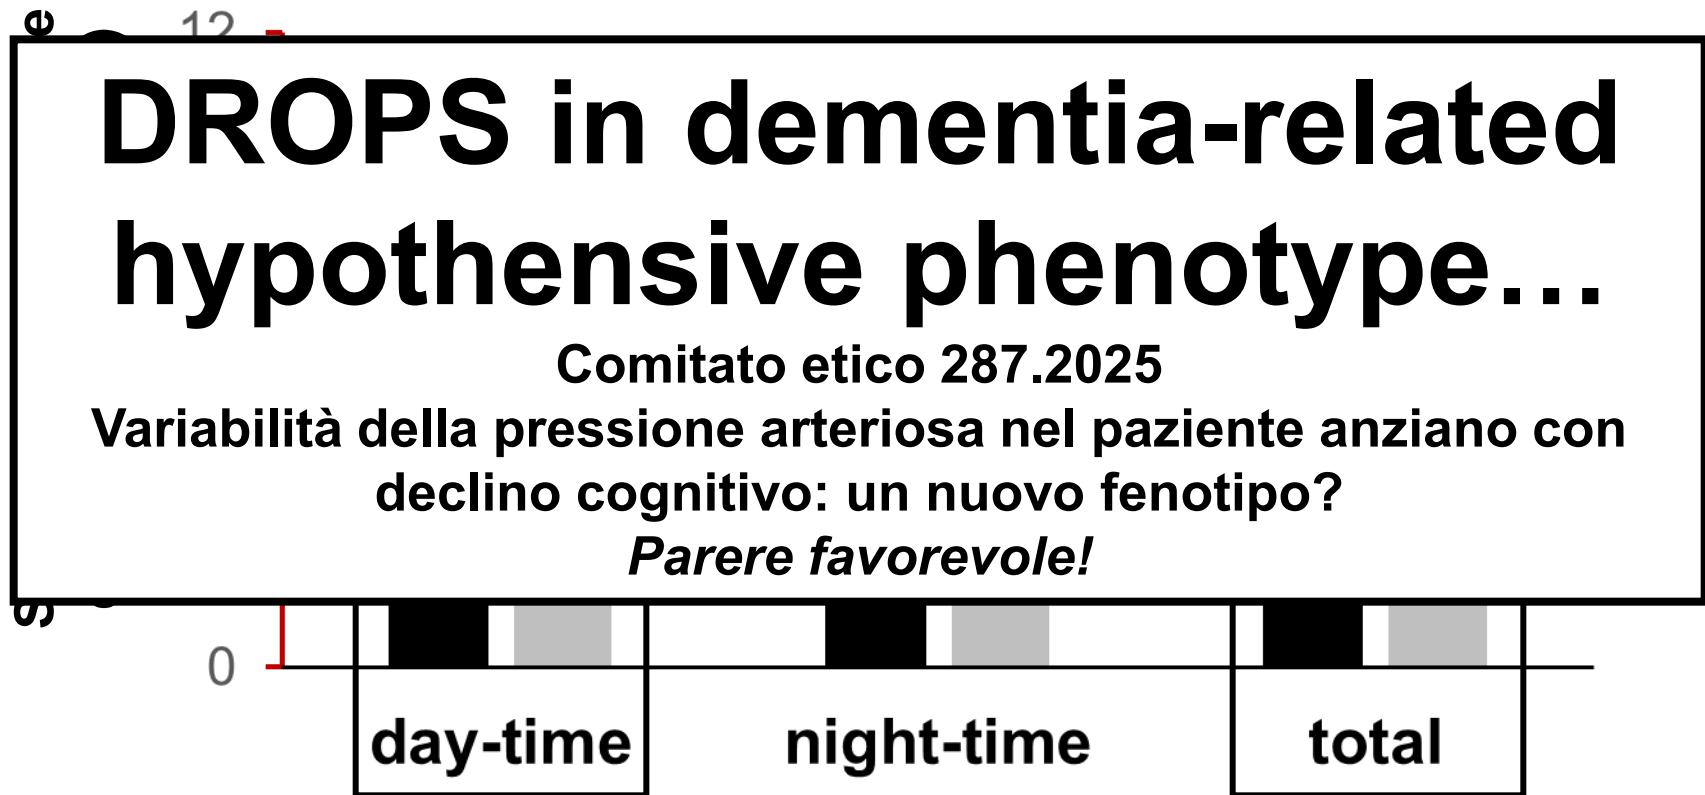 12
DROPS in dementia-related
hypothensive phenotype…
Comitato etico 287.2025
Variabilità della pressione arteriosa nel paziente anziano con
declino cognitivo: un nuovo fenotipo?
Parere favorevole!
0
day-time night-time total